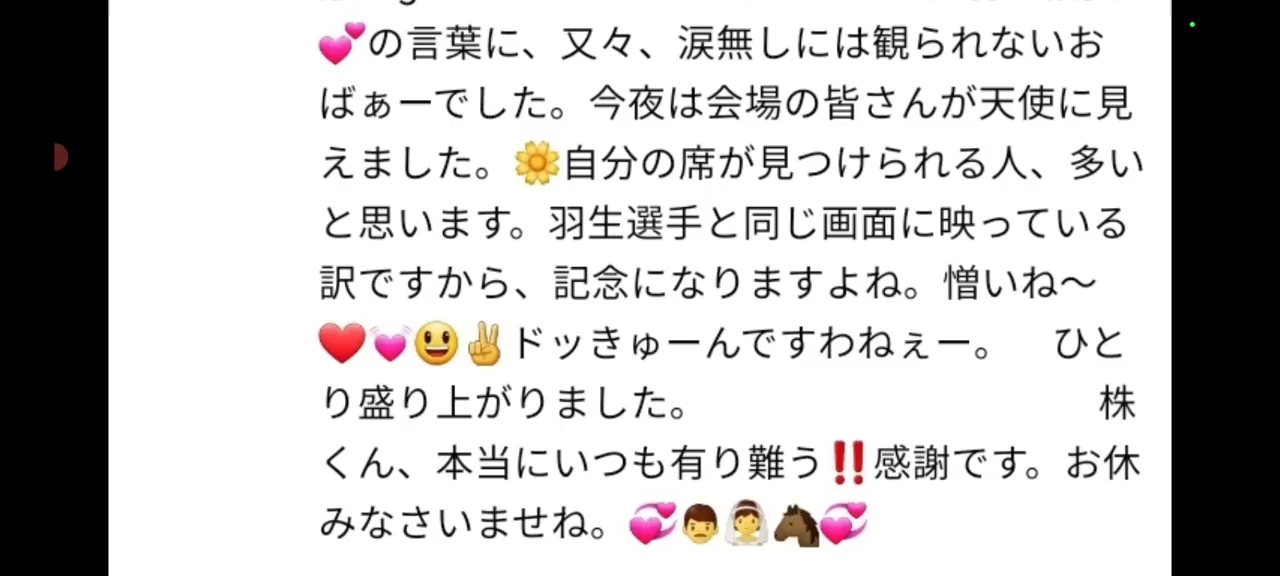 💕の言葉に、又々、涙無しには観られないお
ばぁーでした。今夜は会場の皆さんが天使に見
えました。🌼自分の席が見つけられる人、多い
と思います。羽生選手と同じ画面に映っている
訳ですから、記念になりますよね。憎いね〜
❤️💓😃✌️ドッきゅーんですわねぇー。　ひと
り盛り上がりました。　　　　　　　　　　　株
くん、本当にいつも有り難う‼️感謝です。お休
みなさいませね。💞👨👰🐴💞